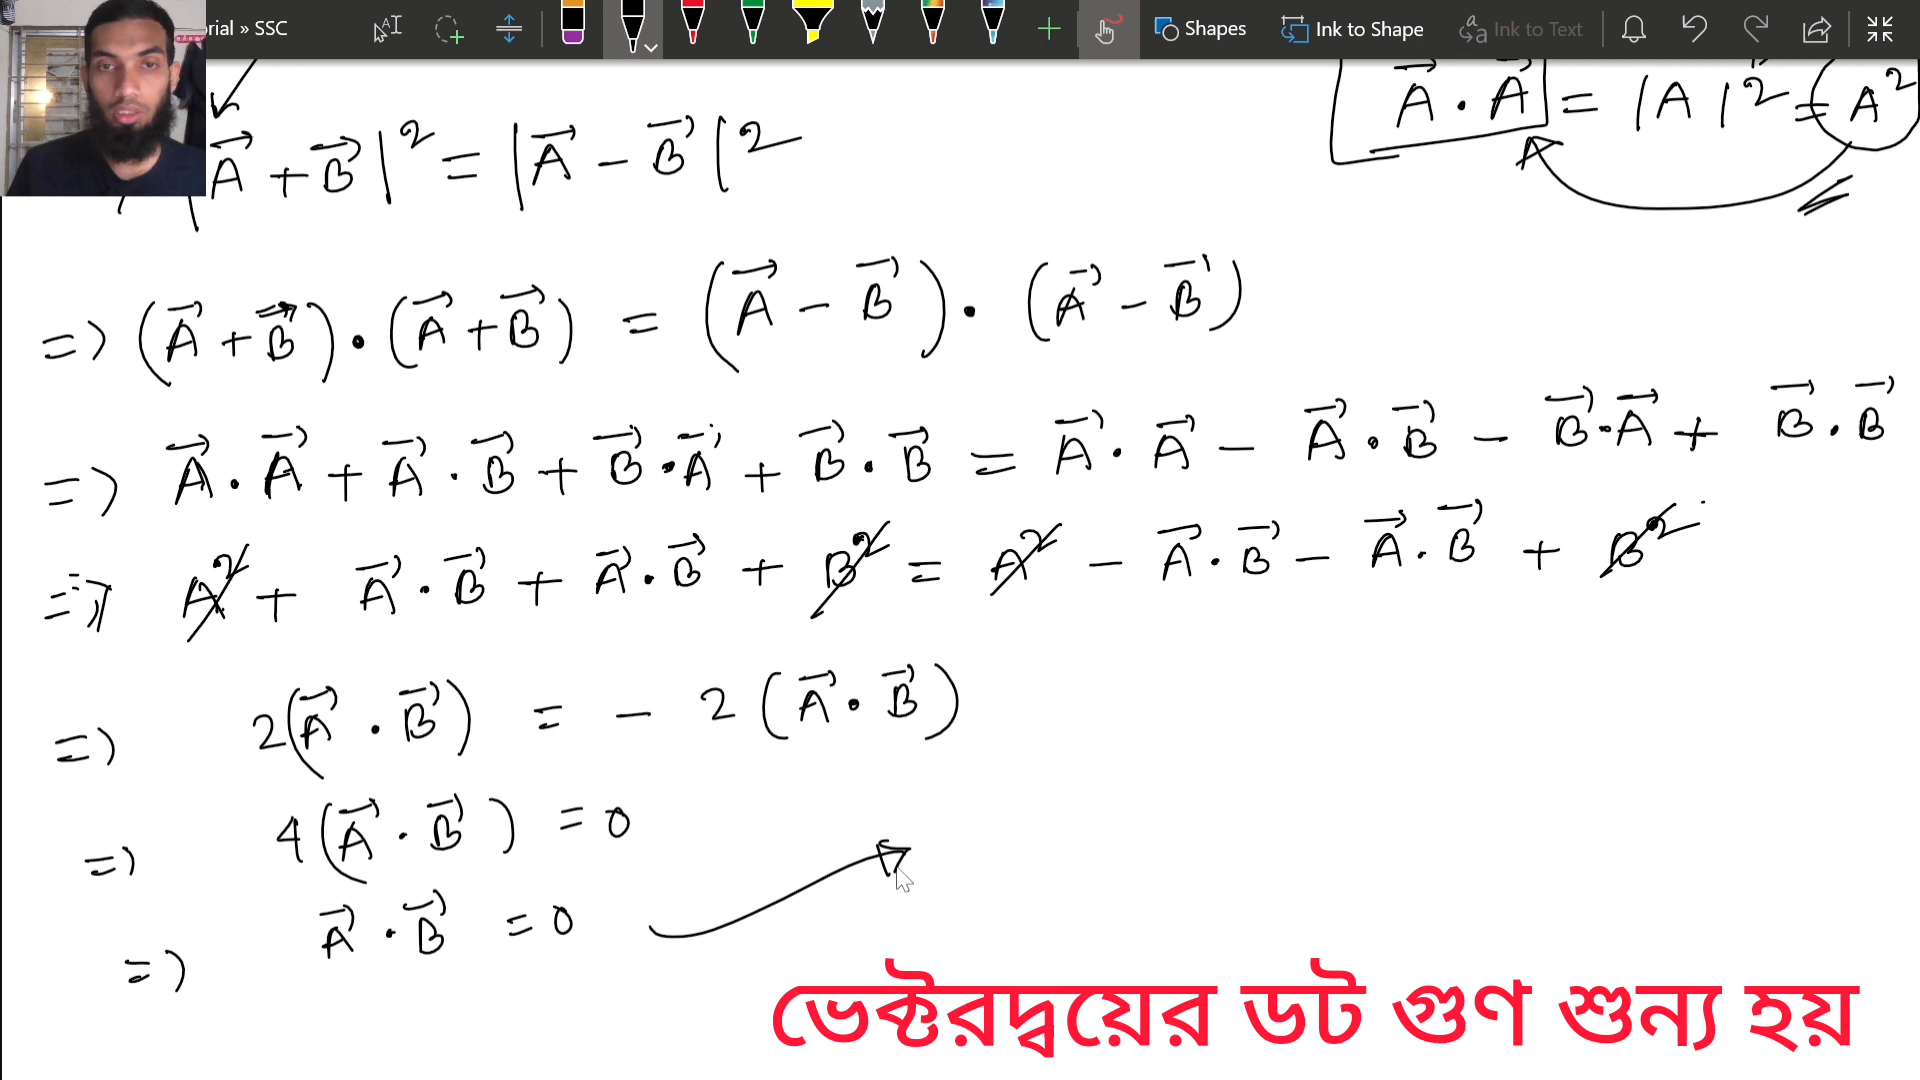 orial » SSC
Shapes
Ink to Shape
Ink to Text
A⃗ · A⃗ = |A|² = A²
A⃗ + B⃗|² = |A⃗ − B⃗|²
=> (A⃗ + B⃗) · (A⃗ + B⃗) = (A⃗ − B⃗) · (A⃗ − B⃗)
=> A⃗ · A⃗ + A⃗ · B⃗ + B⃗ · A⃗ + B⃗ · B⃗ = A⃗ · A⃗ − A⃗ · B⃗ − B⃗ · A⃗ + B⃗ · B⃗
=> A² + A⃗ · B⃗ + A⃗ · B⃗ + B² = A² − A⃗ · B⃗ − A⃗ · B⃗ + B²
=> 2(A⃗ · B⃗) = − 2 (A⃗ · B⃗)
=> 4(A⃗ · B⃗) = 0
=> A⃗ · B⃗ = 0
ভেক্টরদ্বয়ের ডট গুণ শুন্য হয়